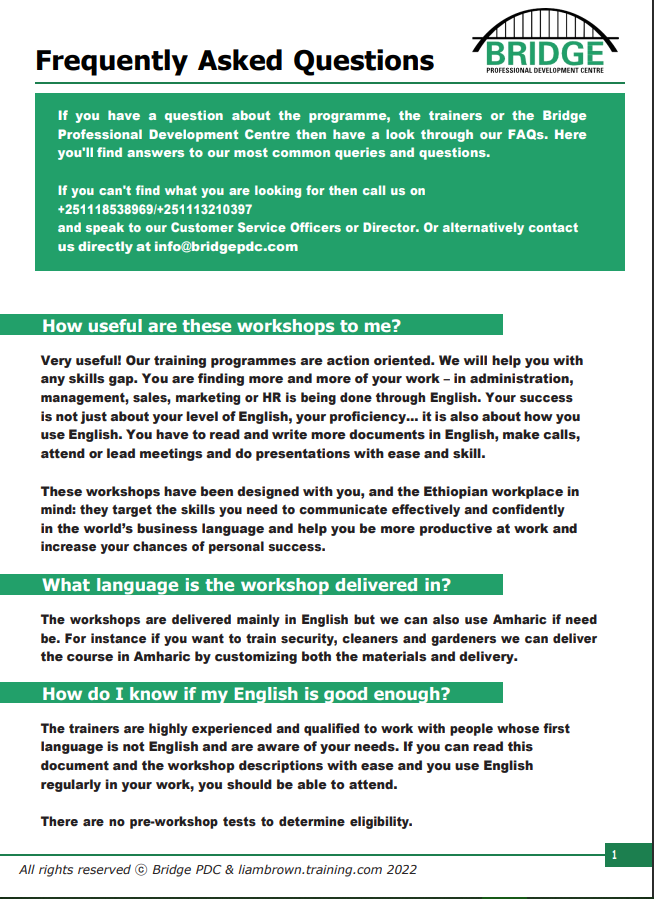 Frequently Asked Questions
BRIDGE
PROFESSIONAL DEVELOPMENT CENTRE
If you have a question about the programme, the trainers or the Bridge
Professional Development Centre then have a look through our FAQs. Here
you'll find answers to our most common queries and questions.
If you can't find what you are looking for then call us on
+251118538969/+251113210397
and speak to our Customer Service Officers or Director. Or alternatively contact
us directly at info@bridgepdc.com
How useful are these workshops to me?
Very useful! Our training programmes are action oriented. We will help you with
any skills gap. You are finding more and more of your work – in administration,
management, sales, marketing or HR is being done through English. Your success
is not just about your level of English, your proficiency... it is also about how you
use English. You have to read and write more documents in English, make calls,
attend or lead meetings and do presentations with ease and skill.
These workshops have been designed with you, and the Ethiopian workplace in
mind: they target the skills you need to communicate effectively and confidently
in the world’s business language and help you be more productive at work and
increase your chances of personal success.
What language is the workshop delivered in?
The workshops are delivered mainly in English but we can also use Amharic if need
be. For instance if you want to train security, cleaners and gardeners we can deliver
the course in Amharic by customizing both the materials and delivery.
How do I know if my English is good enough?
The trainers are highly experienced and qualified to work with people whose first
language is not English and are aware of your needs. If you can read this
document and the workshop descriptions with ease and you use English
regularly in your work, you should be able to attend.
There are no pre-workshop tests to determine eligibility.
1
All rights reserved ⓒ Bridge PDC & liambrown.training.com 2022